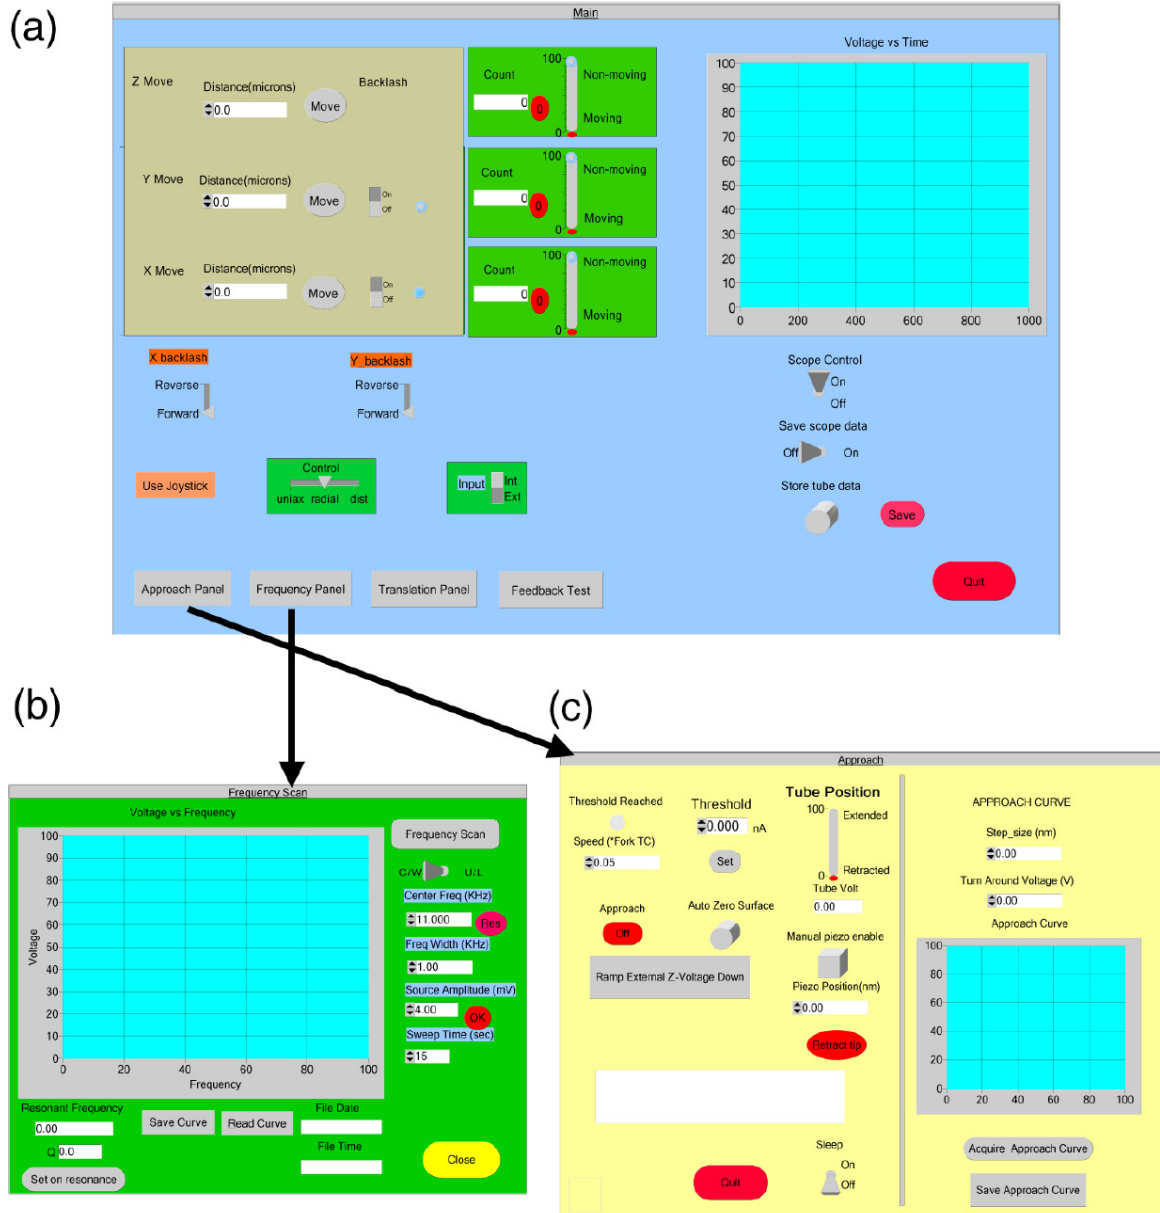 (a)
Main
Z Move
Distance(microns)
0.0
Move
Backlash
Count
0
0
100
0
Non-moving
Moving
Y Move
Distance(microns)
0.0
Move
On
Off
Count
0
0
100
0
Non-moving
Moving
X Move
Distance(microns)
0.0
Move
On
Off
Count
0
0
100
0
Non-moving
Moving
Voltage vs Time
100
90
80
70
60
50
40
30
20
10
0
0 200 400 600 800 1000
X backlash
Reverse
Forward
Y_backlash
Reverse
Forward
Scope Control
On
Off
Save scope data
Off On
Store tube data
Save
Use Joystick
Control
uniax radial dist
Input
Int
Ext
Quit
Approach Panel
Frequency Panel
Translation Panel
Feedback Test
(b)
Frequency Scan
Voltage vs Frequency
Voltage
100
90
80
70
60
50
40
30
20
10
0
0 20 40 60 80 100
Frequency
Frequency Scan
C/W U/L
Center Freq (KHz)
11.000
Res
Freq Width (KHz)
1.00
Source Amplitude (mV)
4.00
OK
Sweep Time (sec)
15
Resonant Frequency
0.00
Q 0.0
Set on resonance
Save Curve
Read Curve
File Date
File Time
Close
(c)
Approach
Threshold Reached
Speed (*Fork TC)
0.05
Threshold
0.000 nA
Set
Tube Position
100
0
Extended
Retracted
Tube Volt
0.00
Approach
Off
Auto Zero Surface
Manual piezo enable
Ramp External Z-Voltage Down
Piezo Position(nm)
0.00
Retract tip
Sleep
On
Off
Quit
APPROACH CURVE
Step_size (nm)
0.00
Turn Around Voltage (V)
0.00
Approach Curve
100
80
60
40
20
0
0 20 40 60 80 100
Acquire Approach Curve
Save Approach Curve